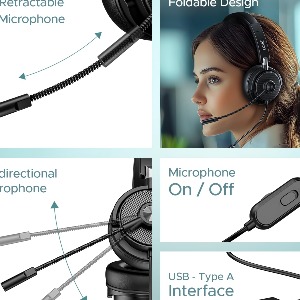 Retractable
Microphone
Foldable Design
directional
rophone
Microphone
On / Off
USB - Type A
Interface